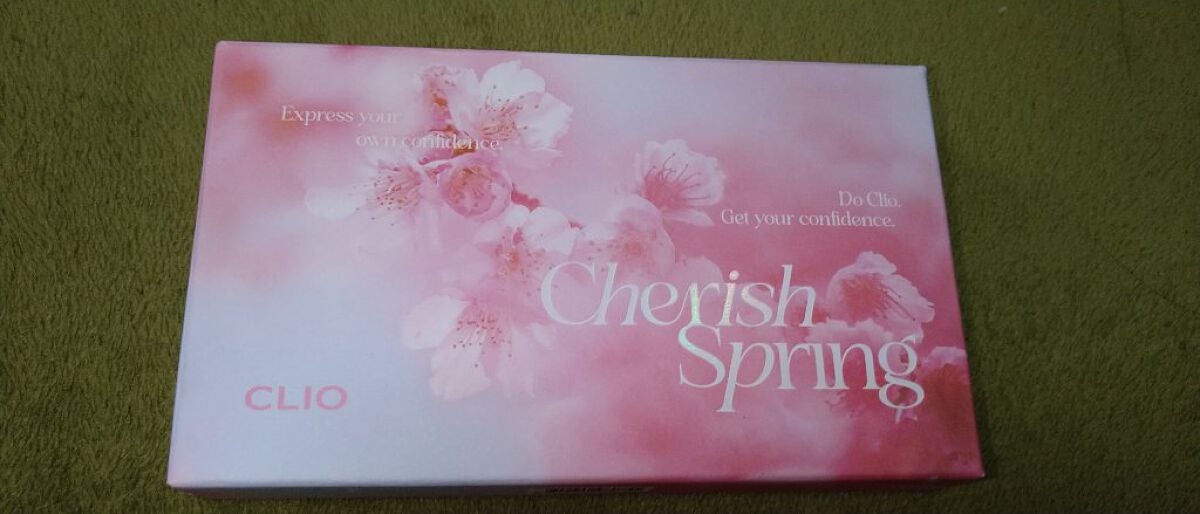 Express your
own confidence.
Do Clio.
Get your confidence.
Cherish
Spring
CLIO